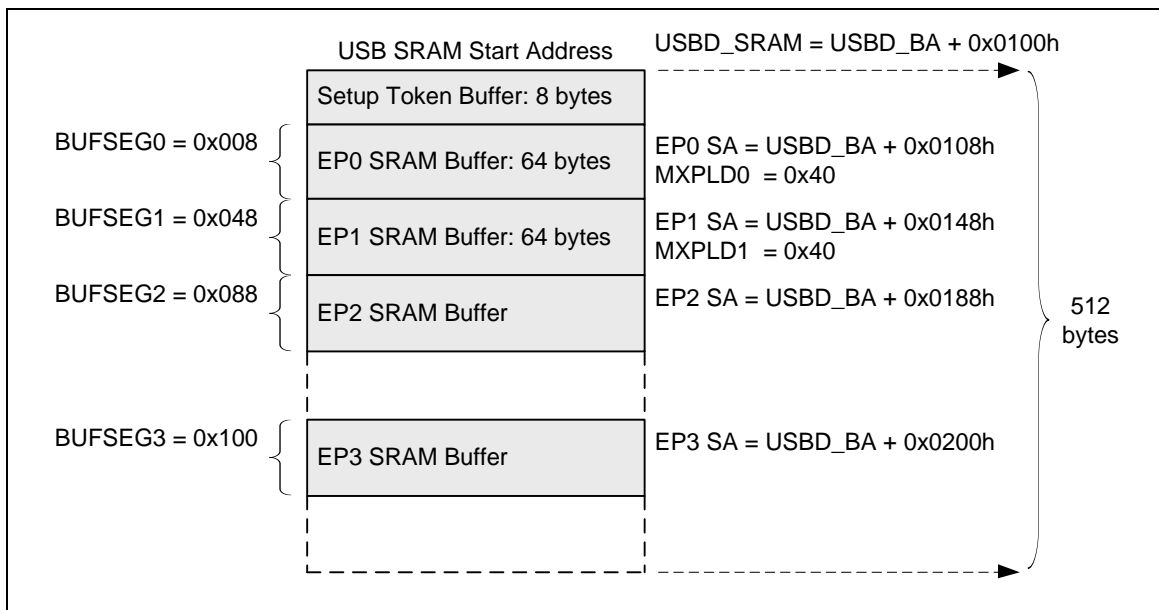 USB SRAM Start Address
USBD_SRAM = USBD_BA + 0x0100h
Setup Token Buffer: 8 bytes
BUFSEG0 = 0x008
EP0 SRAM Buffer: 64 bytes
EP0 SA = USBD_BA + 0x0108h
MXPLD0 = 0x40
BUFSEG1 = 0x048
EP1 SRAM Buffer: 64 bytes
EP1 SA = USBD_BA + 0x0148h
MXPLD1 = 0x40
BUFSEG2 = 0x088
EP2 SRAM Buffer
EP2 SA = USBD_BA + 0x0188h
512
bytes
BUFSEG3 = 0x100
EP3 SRAM Buffer
EP3 SA = USBD_BA + 0x0200h